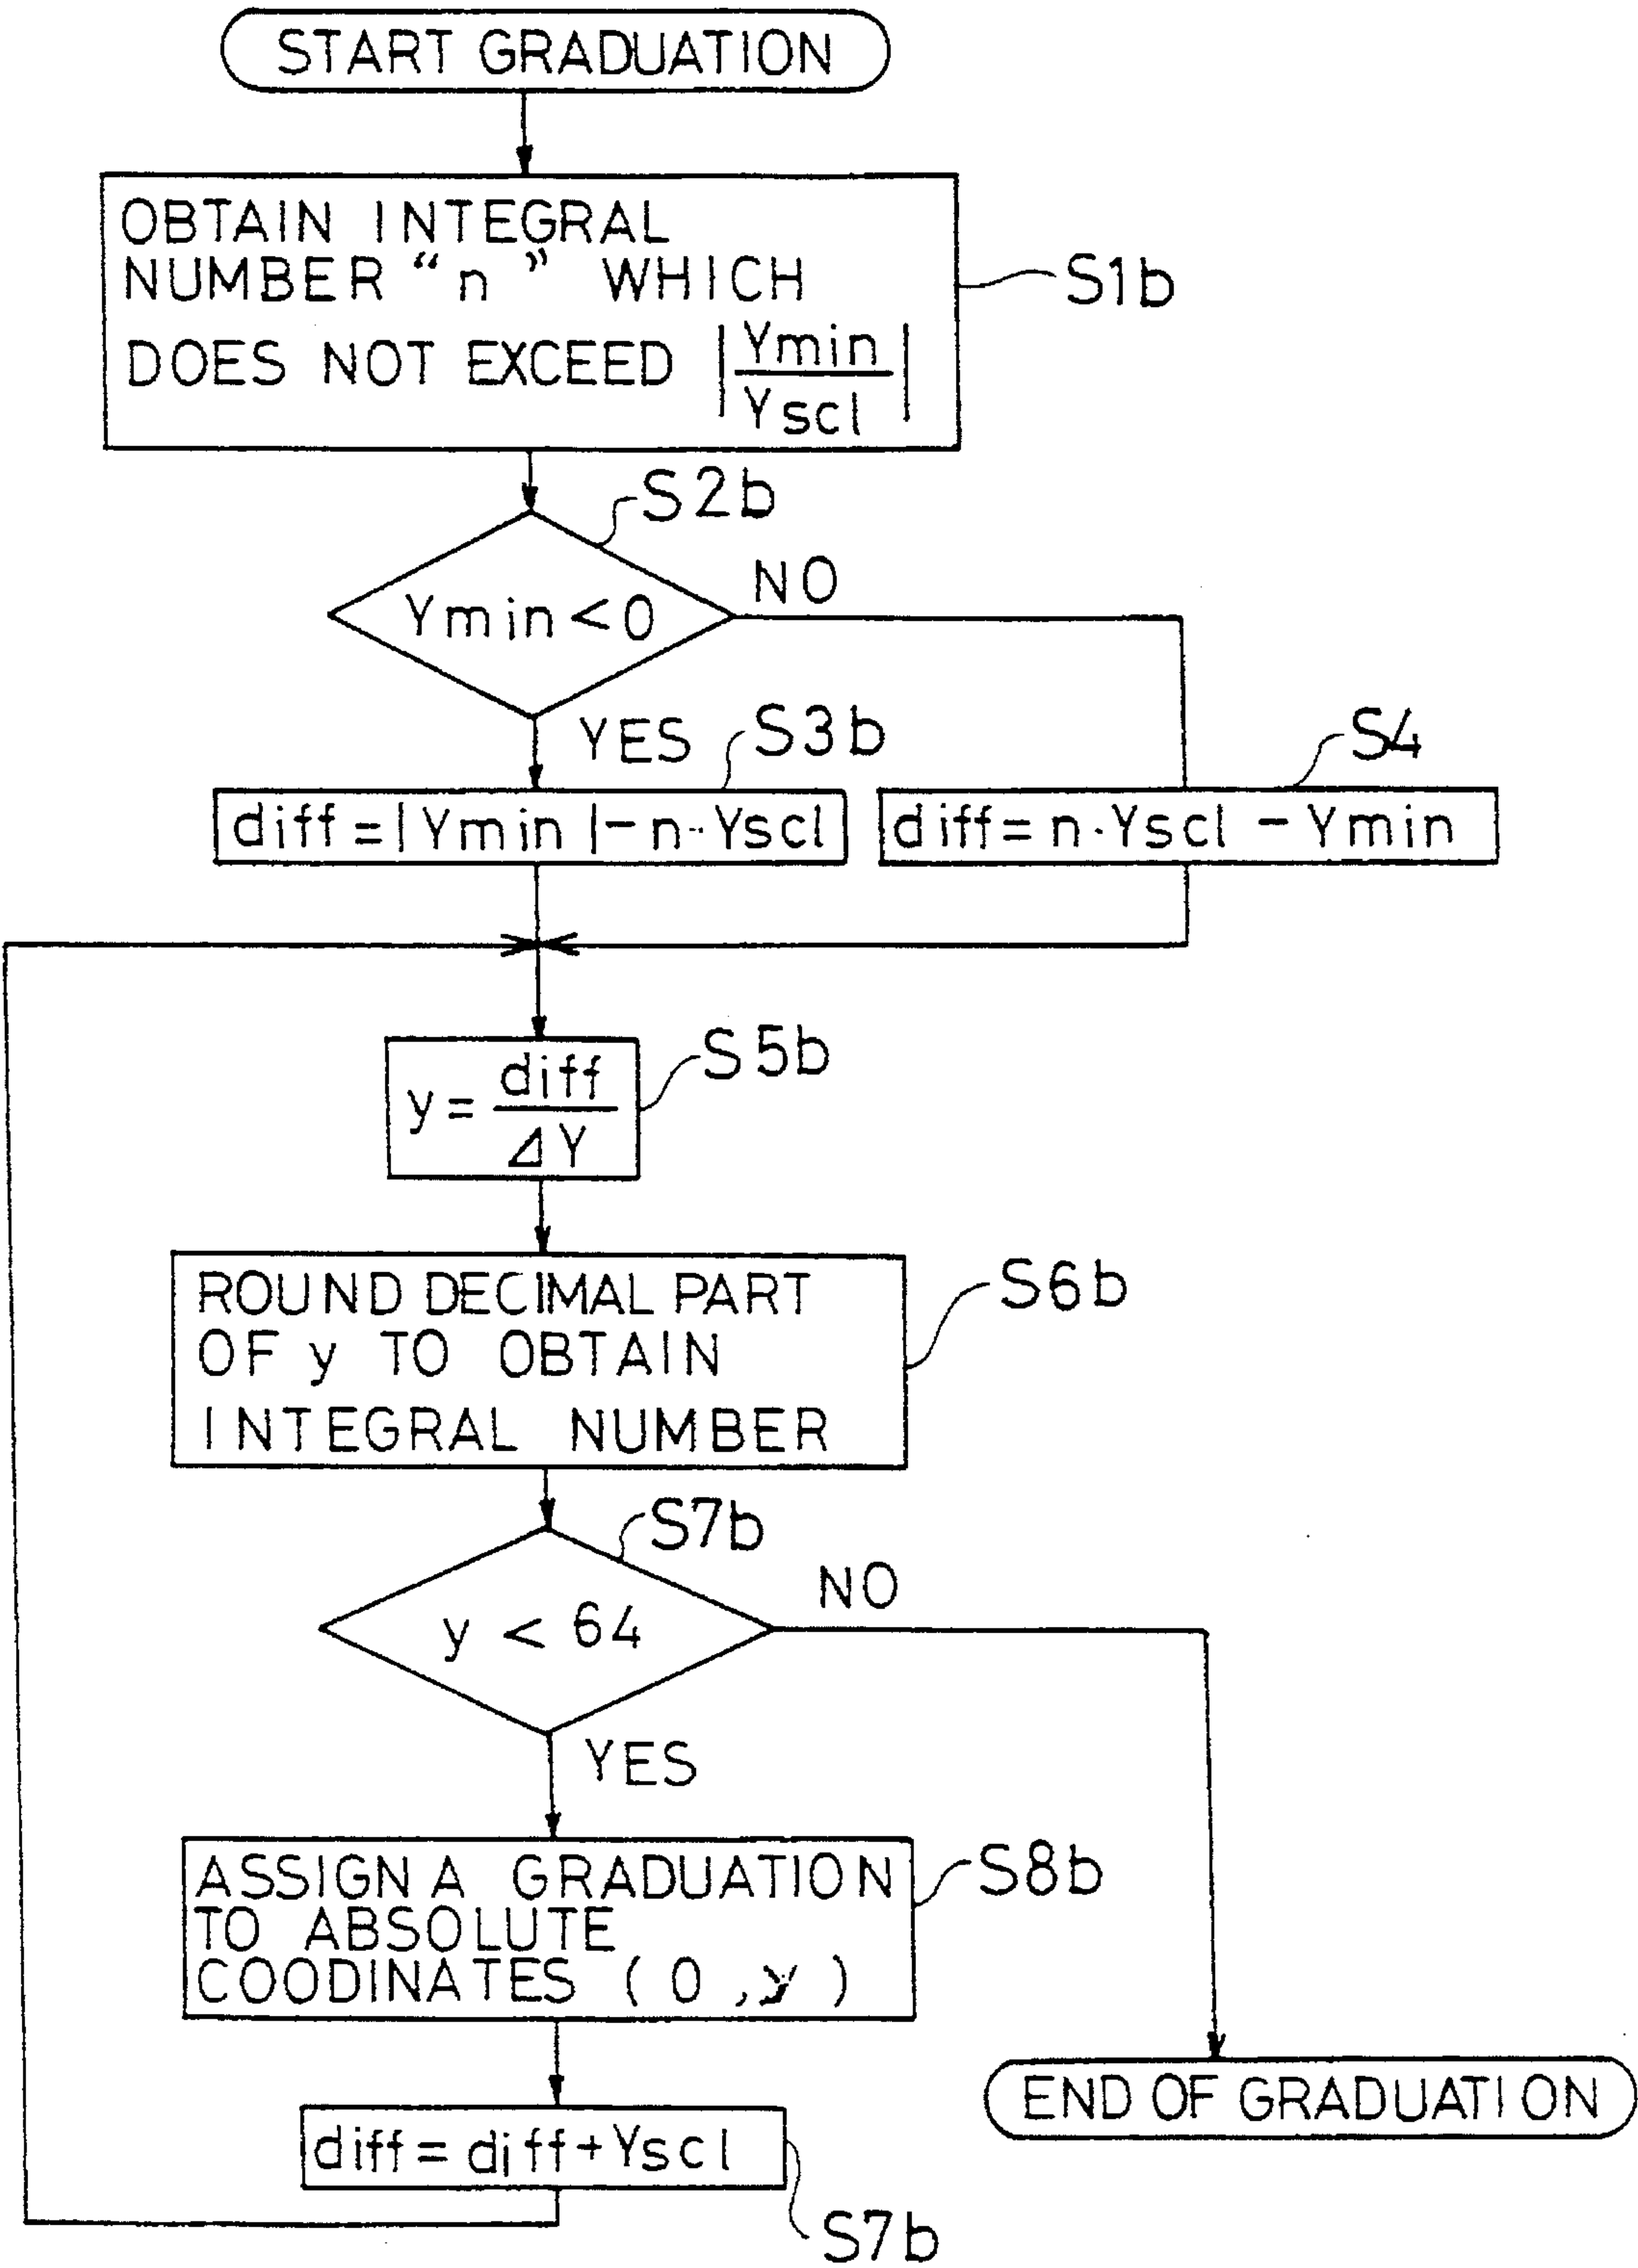 START GRADUATION
OBTAIN INTEGRAL
NUMBER “n” WHICH
DOES NOT EXCEED |Ymin/Yscl|
S1b
S2b
Ymin<0
NO
YES
S3b
S4
diff=|Ymin|-n·Yscl
diff=n·Yscl-Ymin
S5b
y=diff/ΔY
ROUND DECIMAL PART
OF y TO OBTAIN
INTEGRAL NUMBER
S6b
S7b
y < 64
NO
YES
ASSIGN A GRADUATION
TO ABSOLUTE
COODINATES (0,y)
S8b
END OF GRADUATION
diff=diff+Yscl
S7b